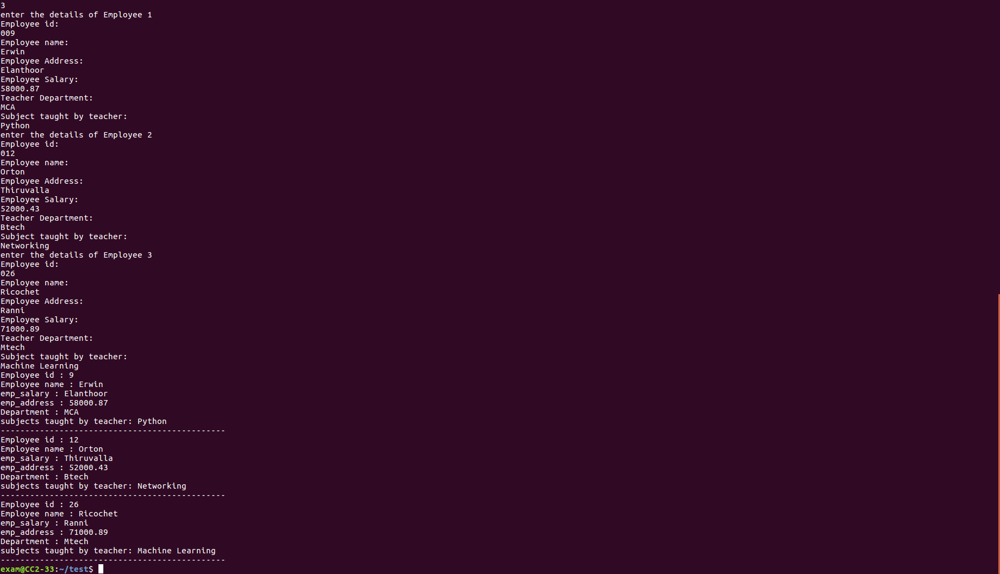 3
enter the details of Employee 1
Employee id:
009
Employee name:
Erwin
Employee Address:
Elanthoor
Employee Salary:
58000.87
Teacher Department:
MCA
Subject taught by teacher:
Python
enter the details of Employee 2
Employee id:
012
Employee name:
Orton
Employee Address:
Thiruvalla
Employee Salary:
52000.43
Teacher Department:
Btech
Subject taught by teacher:
Networking
enter the details of Employee 3
Employee id:
026
Employee name:
Ricochet
Employee Address:
Ranni
Employee Salary:
71000.89
Teacher Department:
Mtech
Subject taught by teacher:
Machine Learning
Employee id : 9
Employee name : Erwin
emp_salary : Elanthoor
emp_address : 58000.87
Department : MCA
subjects taught by teacher: Python
----------------------------------------------
Employee id : 12
Employee name : Orton
emp_salary : Thiruvalla
emp_address : 52000.43
Department : Btech
subjects taught by teacher: Networking
----------------------------------------------
Employee id : 26
Employee name : Ricochet
emp_salary : Ranni
emp_address : 71000.89
Department : Mtech
subjects taught by teacher: Machine Learning
----------------------------------------------
exam@CC2-33:~/test$